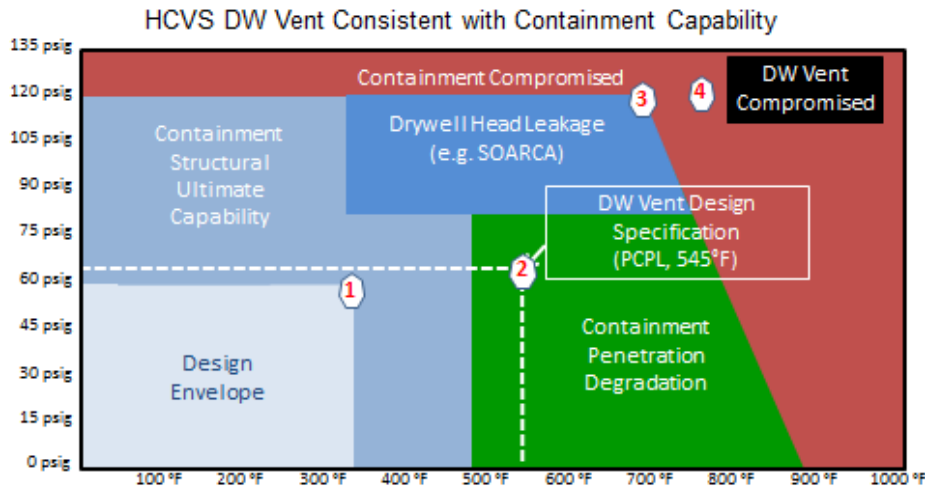 HCVS DW Vent Consistent with Containment Capability
135 psig
120 psig
105 psig
90 psig
75 psig
60 psig
45 psig
30 psig
15 psig
0 psig
Containment Compromised
3
4
DW Vent
Compromised
Containment
Structural
Ultimate
Capability
Drywell Head Leakage
(e.g. SOARCA)
DW Vent Design
Specification
(PCPL, 545°F)
1
2
Design
Envelope
Containment
Penetration
Degradation
100 °F
200 °F
300 °F
400 °F
500 °F
600 °F
700 °F
800 °F
900 °F
1000 °F